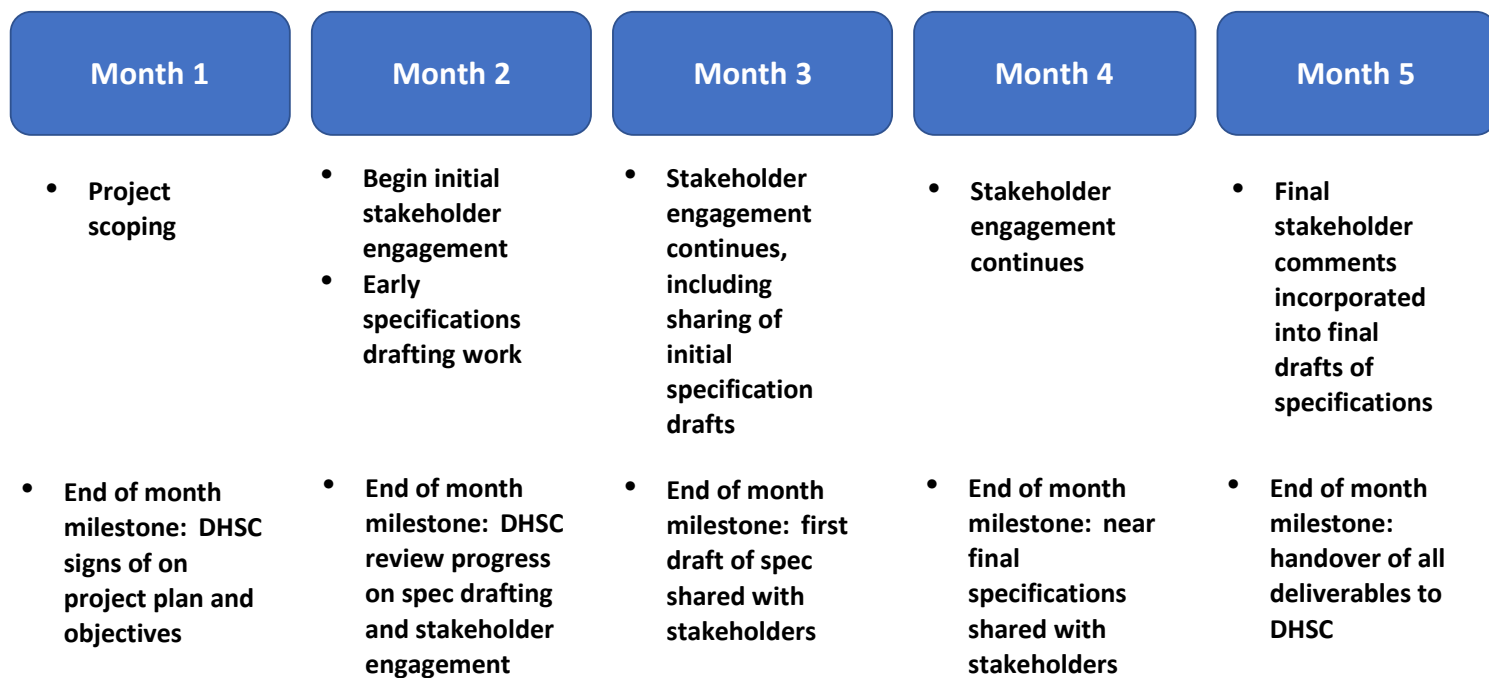 Month 1
Month 2
Month 3
Month 4
Month 5
• Project
scoping
• Begin initial
stakeholder
engagement
• Early
specifications
drafting work
• Stakeholder
engagement
continues,
including
sharing of
initial
specification
drafts
• Stakeholder
engagement
continues
• Final
stakeholder
comments
incorporated
into final
drafts of
specifications
• End of month
milestone: DHSC
signs of on
project plan and
objectives
• End of month
milestone: DHSC
review progress
on spec drafting
and stakeholder
engagement
• End of month
milestone: first
draft of spec
shared with
stakeholders
• End of month
milestone: near
final
specifications
shared with
stakeholders
• End of month
milestone:
handover of all
deliverables to
DHSC